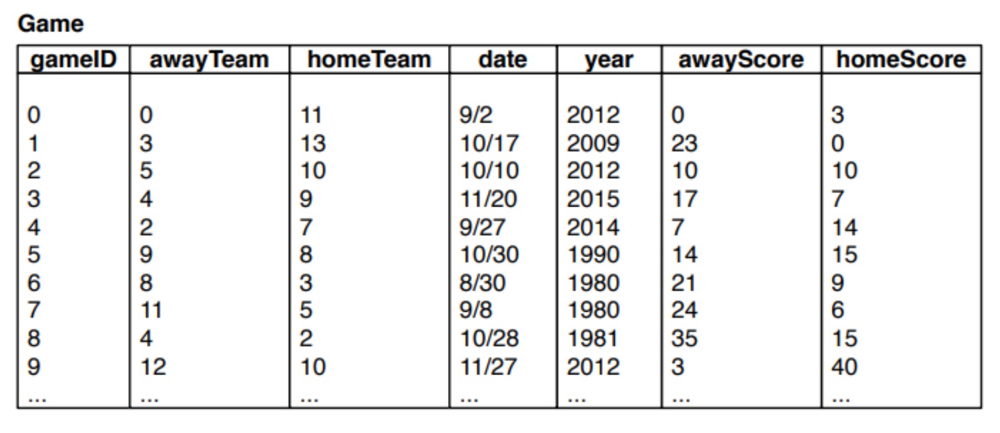 Game
gameID awayTeam homeTeam date year awayScore homeScore
0 0 11 9/2 2012 0 3
1 3 13 10/17 2009 23 0
2 5 10 10/10 2012 10 10
3 4 9 11/20 2015 17 7
4 2 7 9/27 2014 7 14
5 9 8 10/30 1990 14 15
6 8 3 8/30 1980 21 9
7 11 5 9/8 1980 24 6
8 4 2 10/28 1981 35 15
9 12 10 11/27 2012 3 40
... ... ... ... ... ... ...